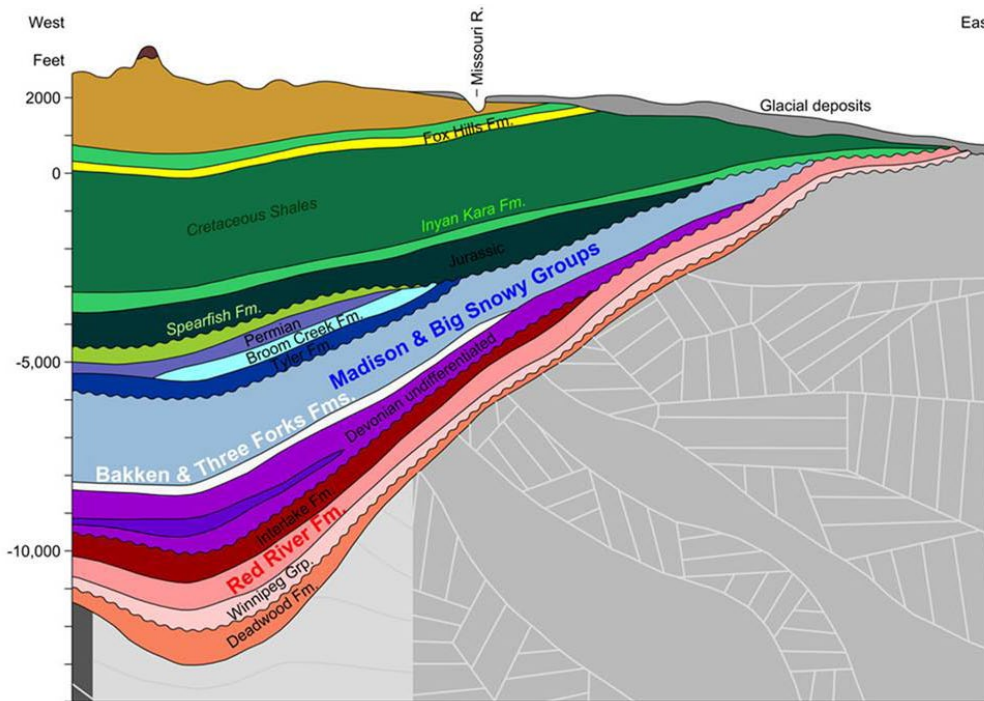 West
Eas
Feet
– Missouri R.
2000
Glacial deposits
Fox Hills Fm.
0
Cretaceous Shales
Inyan Kara Fm.
Jurassic
Spearfish Fm.
Permian
Broom Creek Fm.
Tyler Fm.
-5,000
Madison & Big Snowy Groups
Bakken & Three Forks Fms.
Devonian undifferentiated
Interlake Fm.
-10,000
Red River Fm.
Winnipeg Grp.
Deadwood Fm.